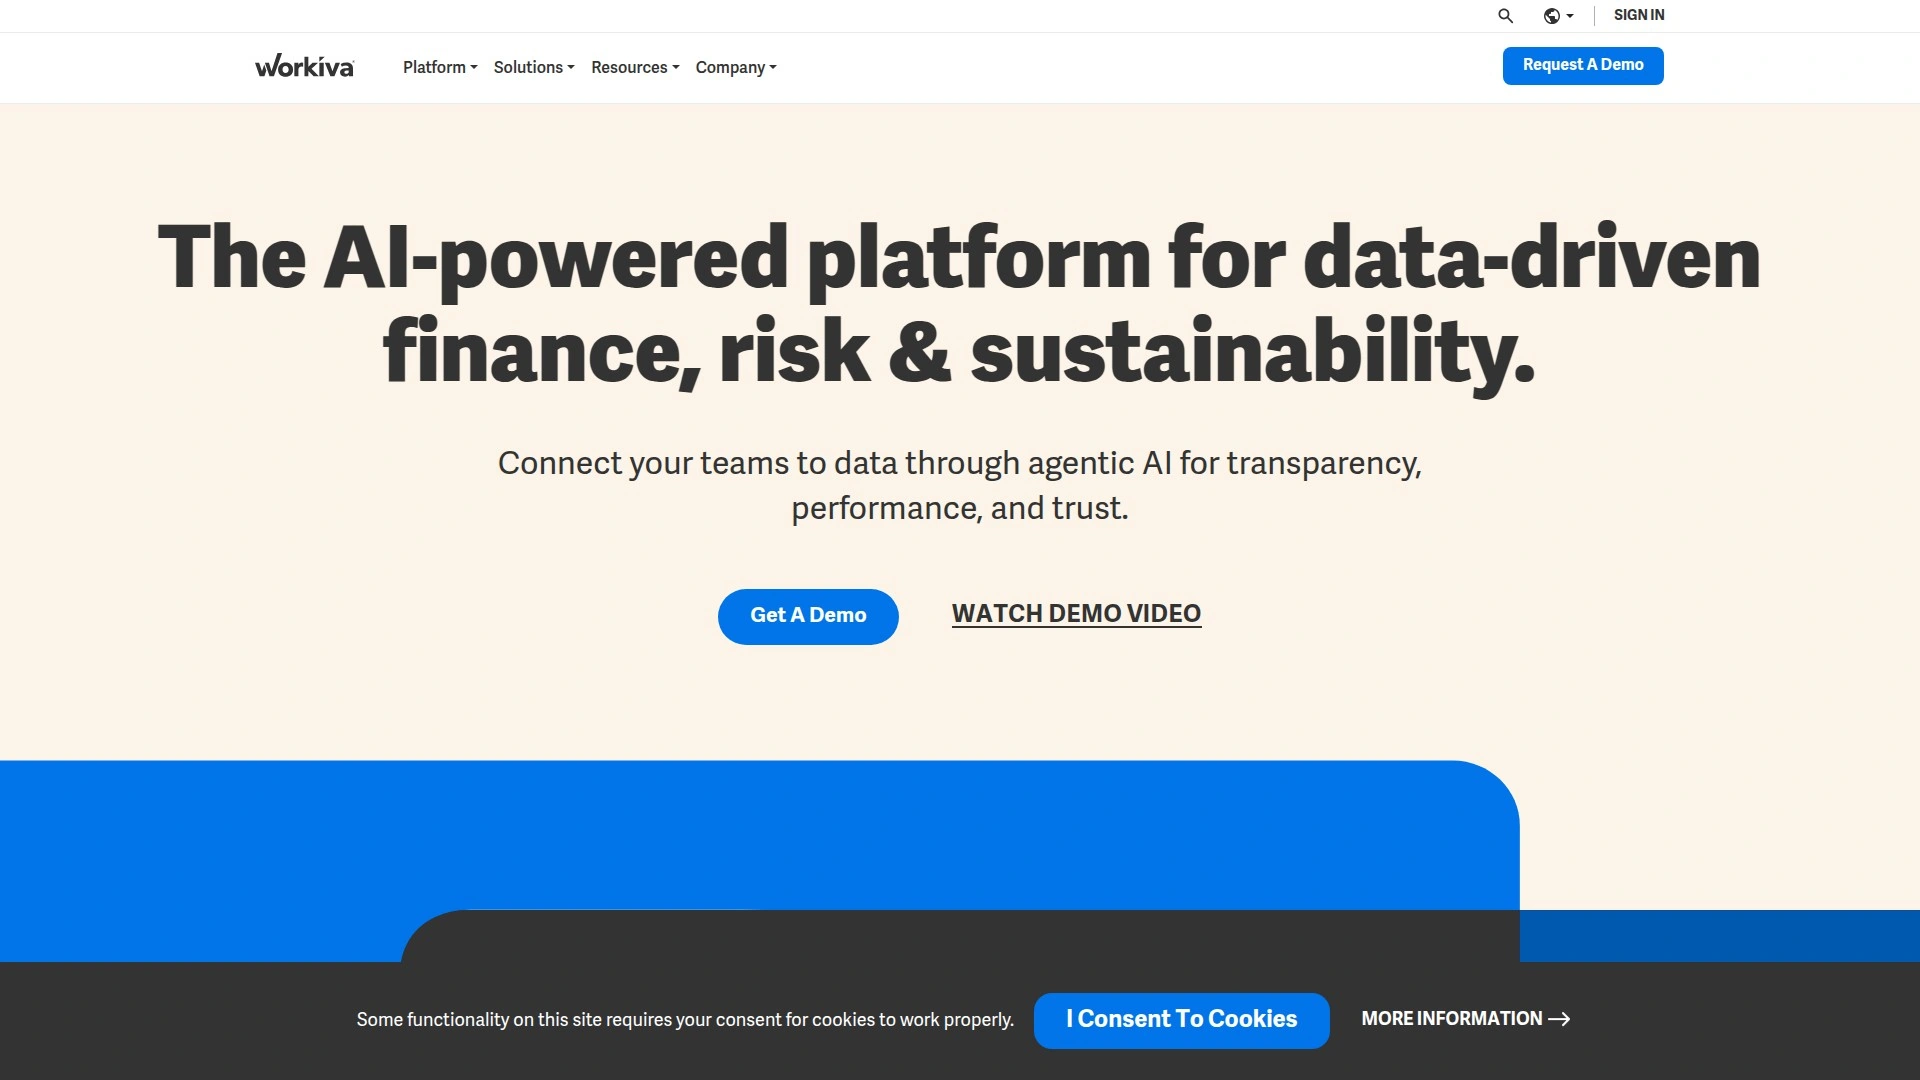 SIGN IN
workiva
Platform
Solutions
Resources
Company
Request A Demo
The AI-powered platform for data-driven
finance, risk & sustainability.
Connect your teams to data through agentic AI for transparency,
performance, and trust.
Get A Demo
WATCH DEMO VIDEO
Some functionality on this site requires your consent for cookies to work properly.
I Consent To Cookies
MORE INFORMATION